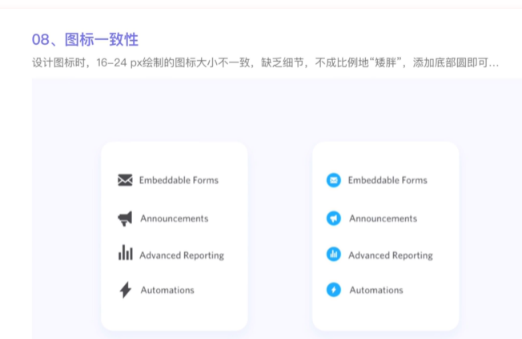 08、图标一致性
设计图标时，16-24 px绘制的图标大小不一致，缺乏细节，不成比例地“矮胖”，添加底部圆即可...
Embeddable Forms
Announcements
Advanced Reporting
Automations
Embeddable Forms
Announcements
Advanced Reporting
Automations